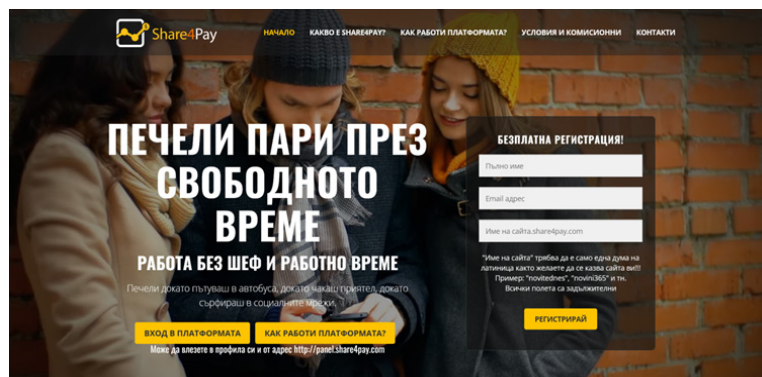 Share4Pay
НАЧАЛО
КАКВО Е SHARE4PAY?
КАК РАБОТИ ПЛАТФОРМАТА?
УСЛОВИЯ И КОМИСИОННИ
КОНТАКТИ
ПЕЧЕЛИ ПАРИ ПРЕЗ
СВОБОДНОТО
ВРЕМЕ
РАБОТА БЕЗ ШЕФ И РАБОТНО ВРЕМЕ
Печели докато пътуваш в автобуса, докато чакаш приятел, докато
сърфираш в социалните мрежи.
ВХОД В ПЛАТФОРМАТА
КАК РАБОТИ ПЛАТФОРМАТА?
Може да влезете в профила си и от адрес http://panel.share4pay.com
БЕЗПЛАТНА РЕГИСТРАЦИЯ!
Пълно име
Email адрес
Име на сайта.share4pay.com
"Име на сайта" трябва да е само една дума на
латиница както желаете да се казва сайта ви!!!
Пример: "novitednes", "novini365" и тн.
Всички полета са задължителни
РЕГИСТРИРАЙ